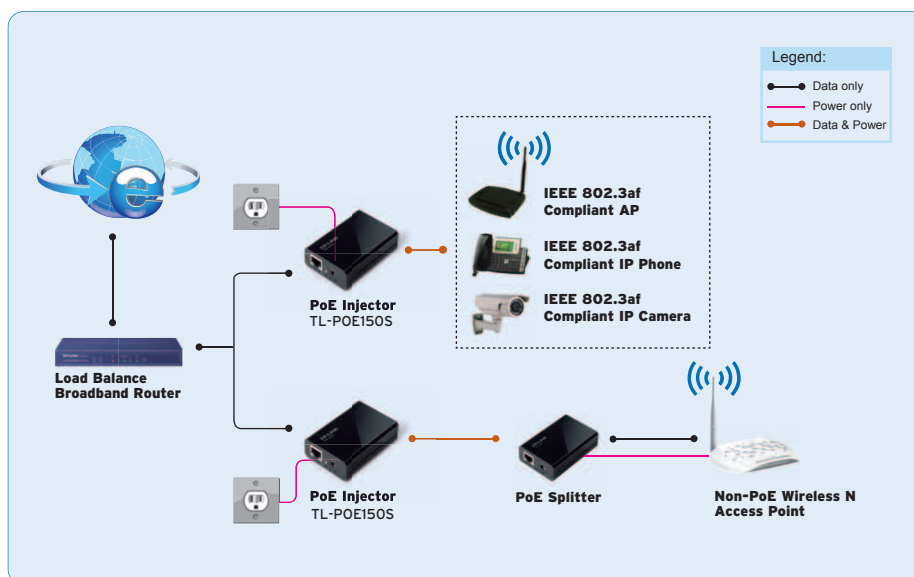 Legend:
Data only
Power only
Data & Power
IEEE 802.3af
Compliant AP
IEEE 802.3af
Compliant IP Phone
IEEE 802.3af
Compliant IP Camera
PoE Injector
TL-POE150S
Load Balance
Broadband Router
PoE Injector
TL-POE150S
PoE Splitter
Non-PoE Wireless N
Access Point